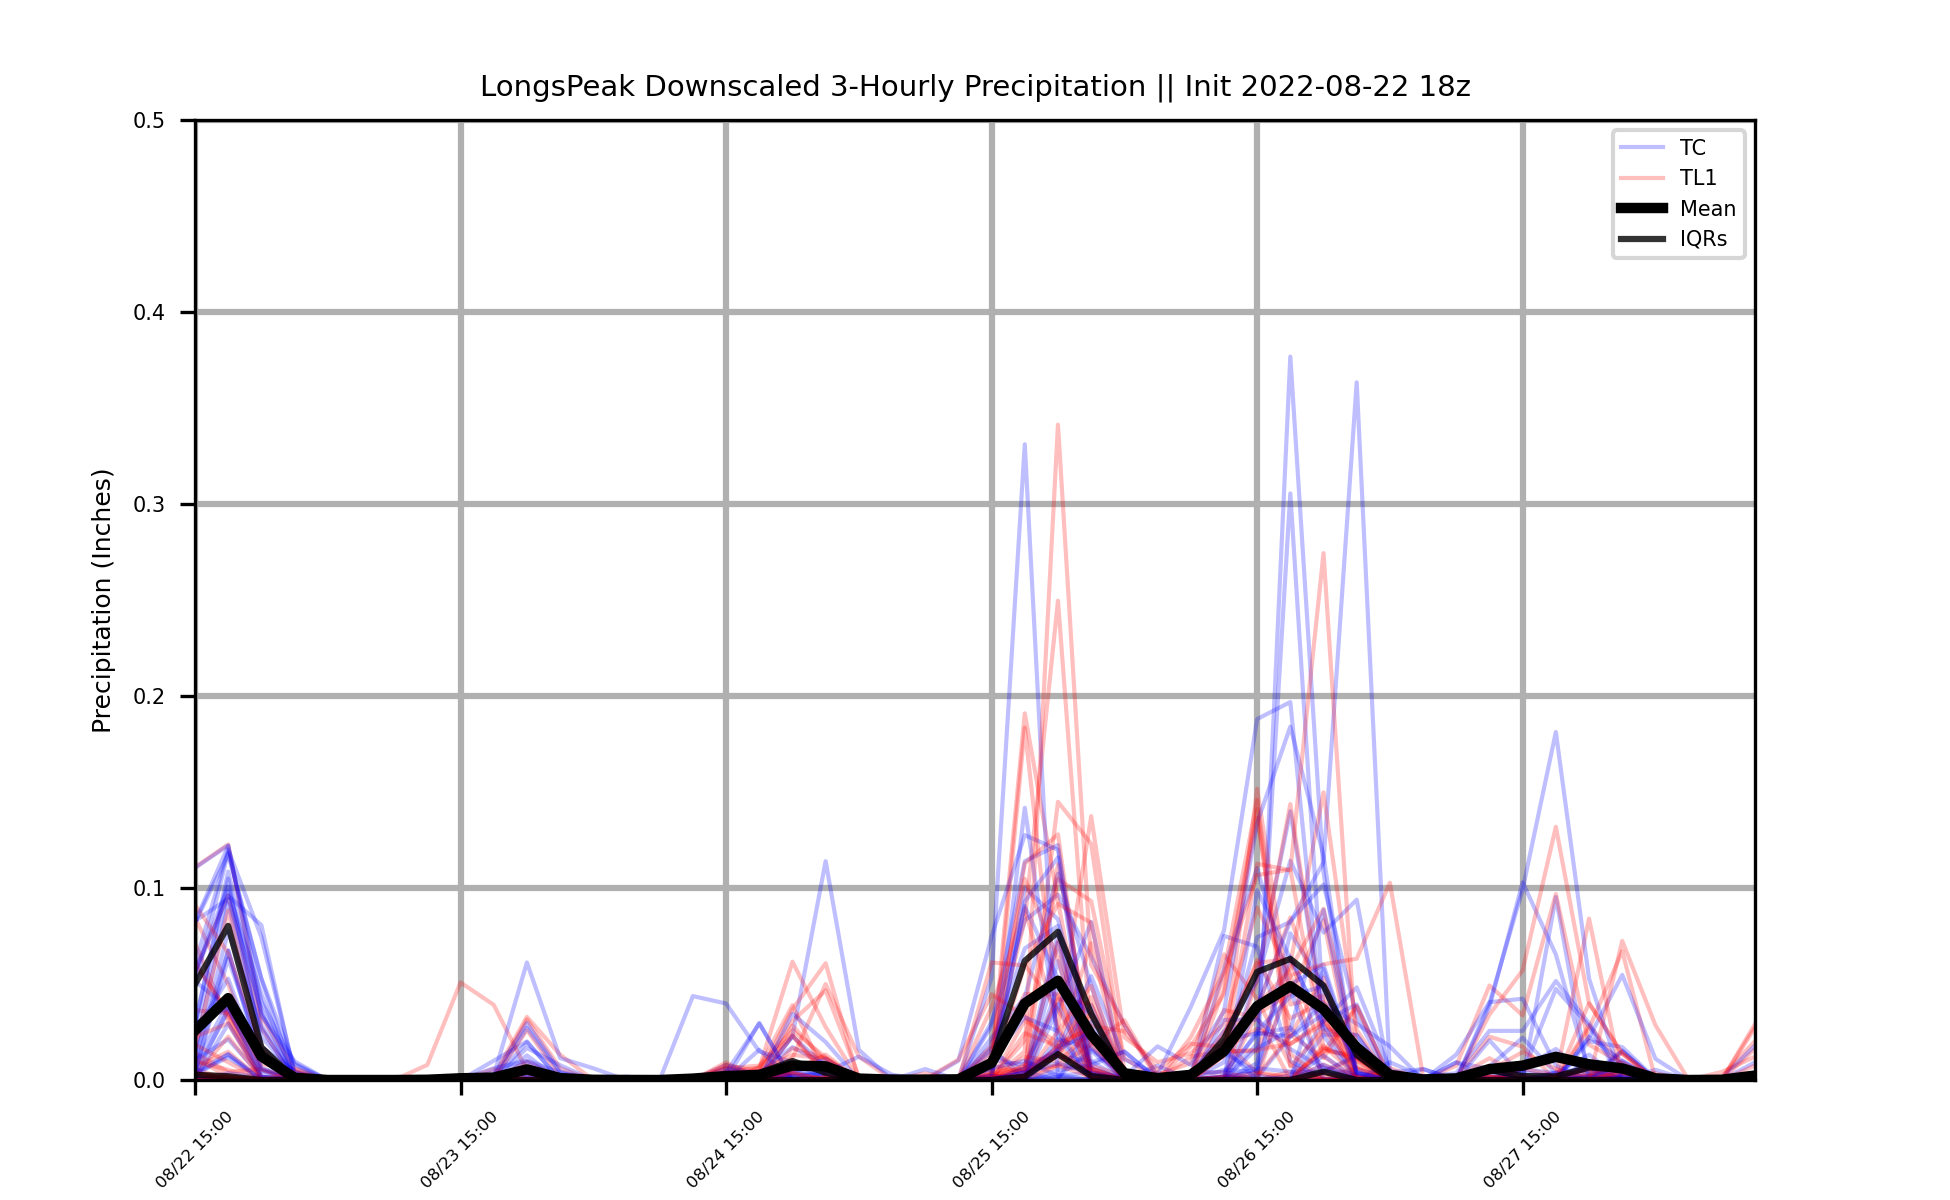 LongsPeak Downscaled 3-Hourly Precipitation || Init 2022-08-22 18z
TC
TL1
Mean
IQRs
Precipitation (Inches)
0.5
0.4
0.3
0.2
0.1
0.0
08/22 15:00
08/23 15:00
08/24 15:00
08/25 15:00
08/26 15:00
08/27 15:00